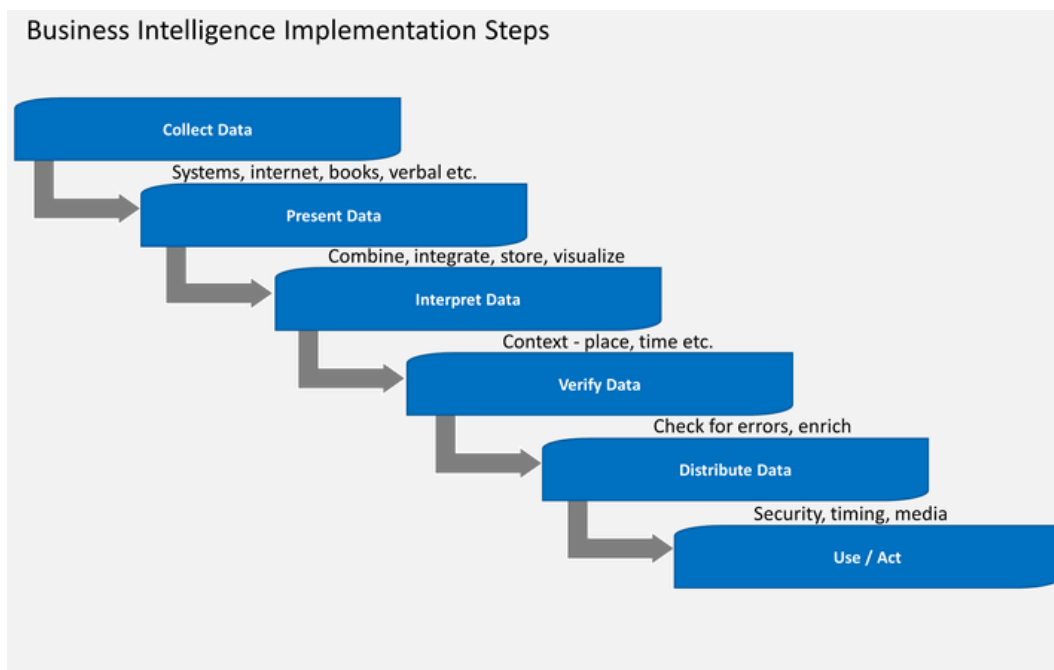 Business Intelligence Implementation Steps
Collect Data
Systems, internet, books, verbal etc.
Present Data
Combine, integrate, store, visualize
Interpret Data
Context - place, time etc.
Verify Data
Check for errors, enrich
Distribute Data
Security, timing, media
Use / Act